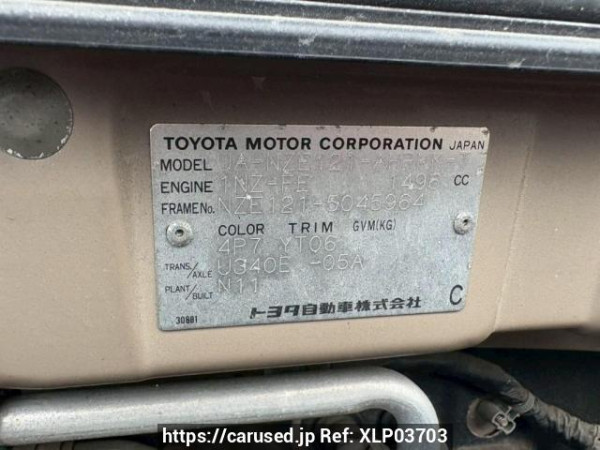 TOYOTA MOTOR CORPORATION JAPAN
MODEL
ENGINE 1NZ-FE 1496 CC
FRAME No. NZE121-5045964
COLOR TRIM GVM(KG)
4P7 YT06
TRANS./AXLE U340E -05A
PLANT/BUILT N11
C
トヨタ自動車株式会社
30681
https://carused.jp Ref: XLP03703